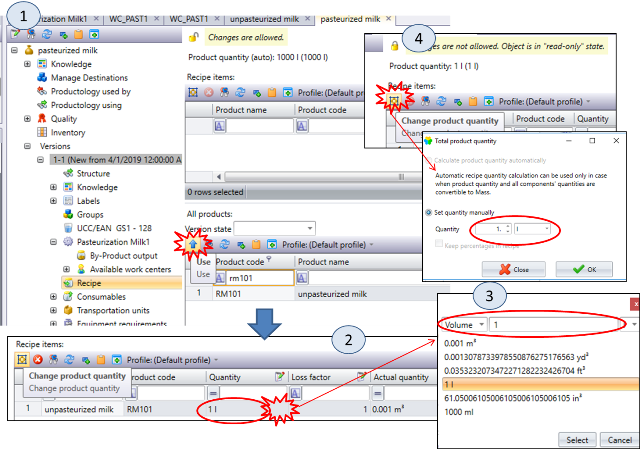 1
urization Milk1
WC_PAST1
WC_PAST1
unpasteurized milk
pasteurized milk
pasteurized milk
Knowledge
Manage Destinations
Productology used by
Productology using
Quality
Inventory
Versions
1-1 (New from 4/1/2019 12:00:00 A
Structure
Knowledge
Labels
Groups
UCC/EAN GS1 - 128
Pasteurization Milk1
By-Product output
Available work centers
Recipe
Consumables
Transportation units
Equipment requirements
Changes are allowed.
Product quantity (auto): 1000 l (1000 l)
Recipe items:
Profile: (Default profile)
Product name
Product code
0 rows selected
All products:
Version state
Profile: (Default profile)
Use
Use
Product code
Product name
rm101
1
RM101
unpasteurized milk
4
ges are not allowed. Object is in "read-only" state.
Product quantity: 1 l (1 l)
Recipe items:
Profile: (Default profile)
Change product quantity
Product code
Quantity
Total product quantity
Calculate product quantity automatically
Automatic recipe quantity calculation can be used only in case
when product quantity and all components' quantities are
convertible to Mass.
Set quantity manually
Quantity
1.
l
Keep percentages in recipe
Close
OK
3
x
Volume
1
0.001 m³
0.0013078733978550876275176563 yd³
0.0353232073472271282232426704 ft³
1 l
61.05006105006105006105006105006105 in³
1000 ml
Select
Cancel
2
Recipe items:
Profile: (Default profile)
Change product quantity
Change product quantity
Product code
Quantity
Loss factor
Actual quantity
1
unpasteurized milk
RM101
1 l
1
0.001 m³